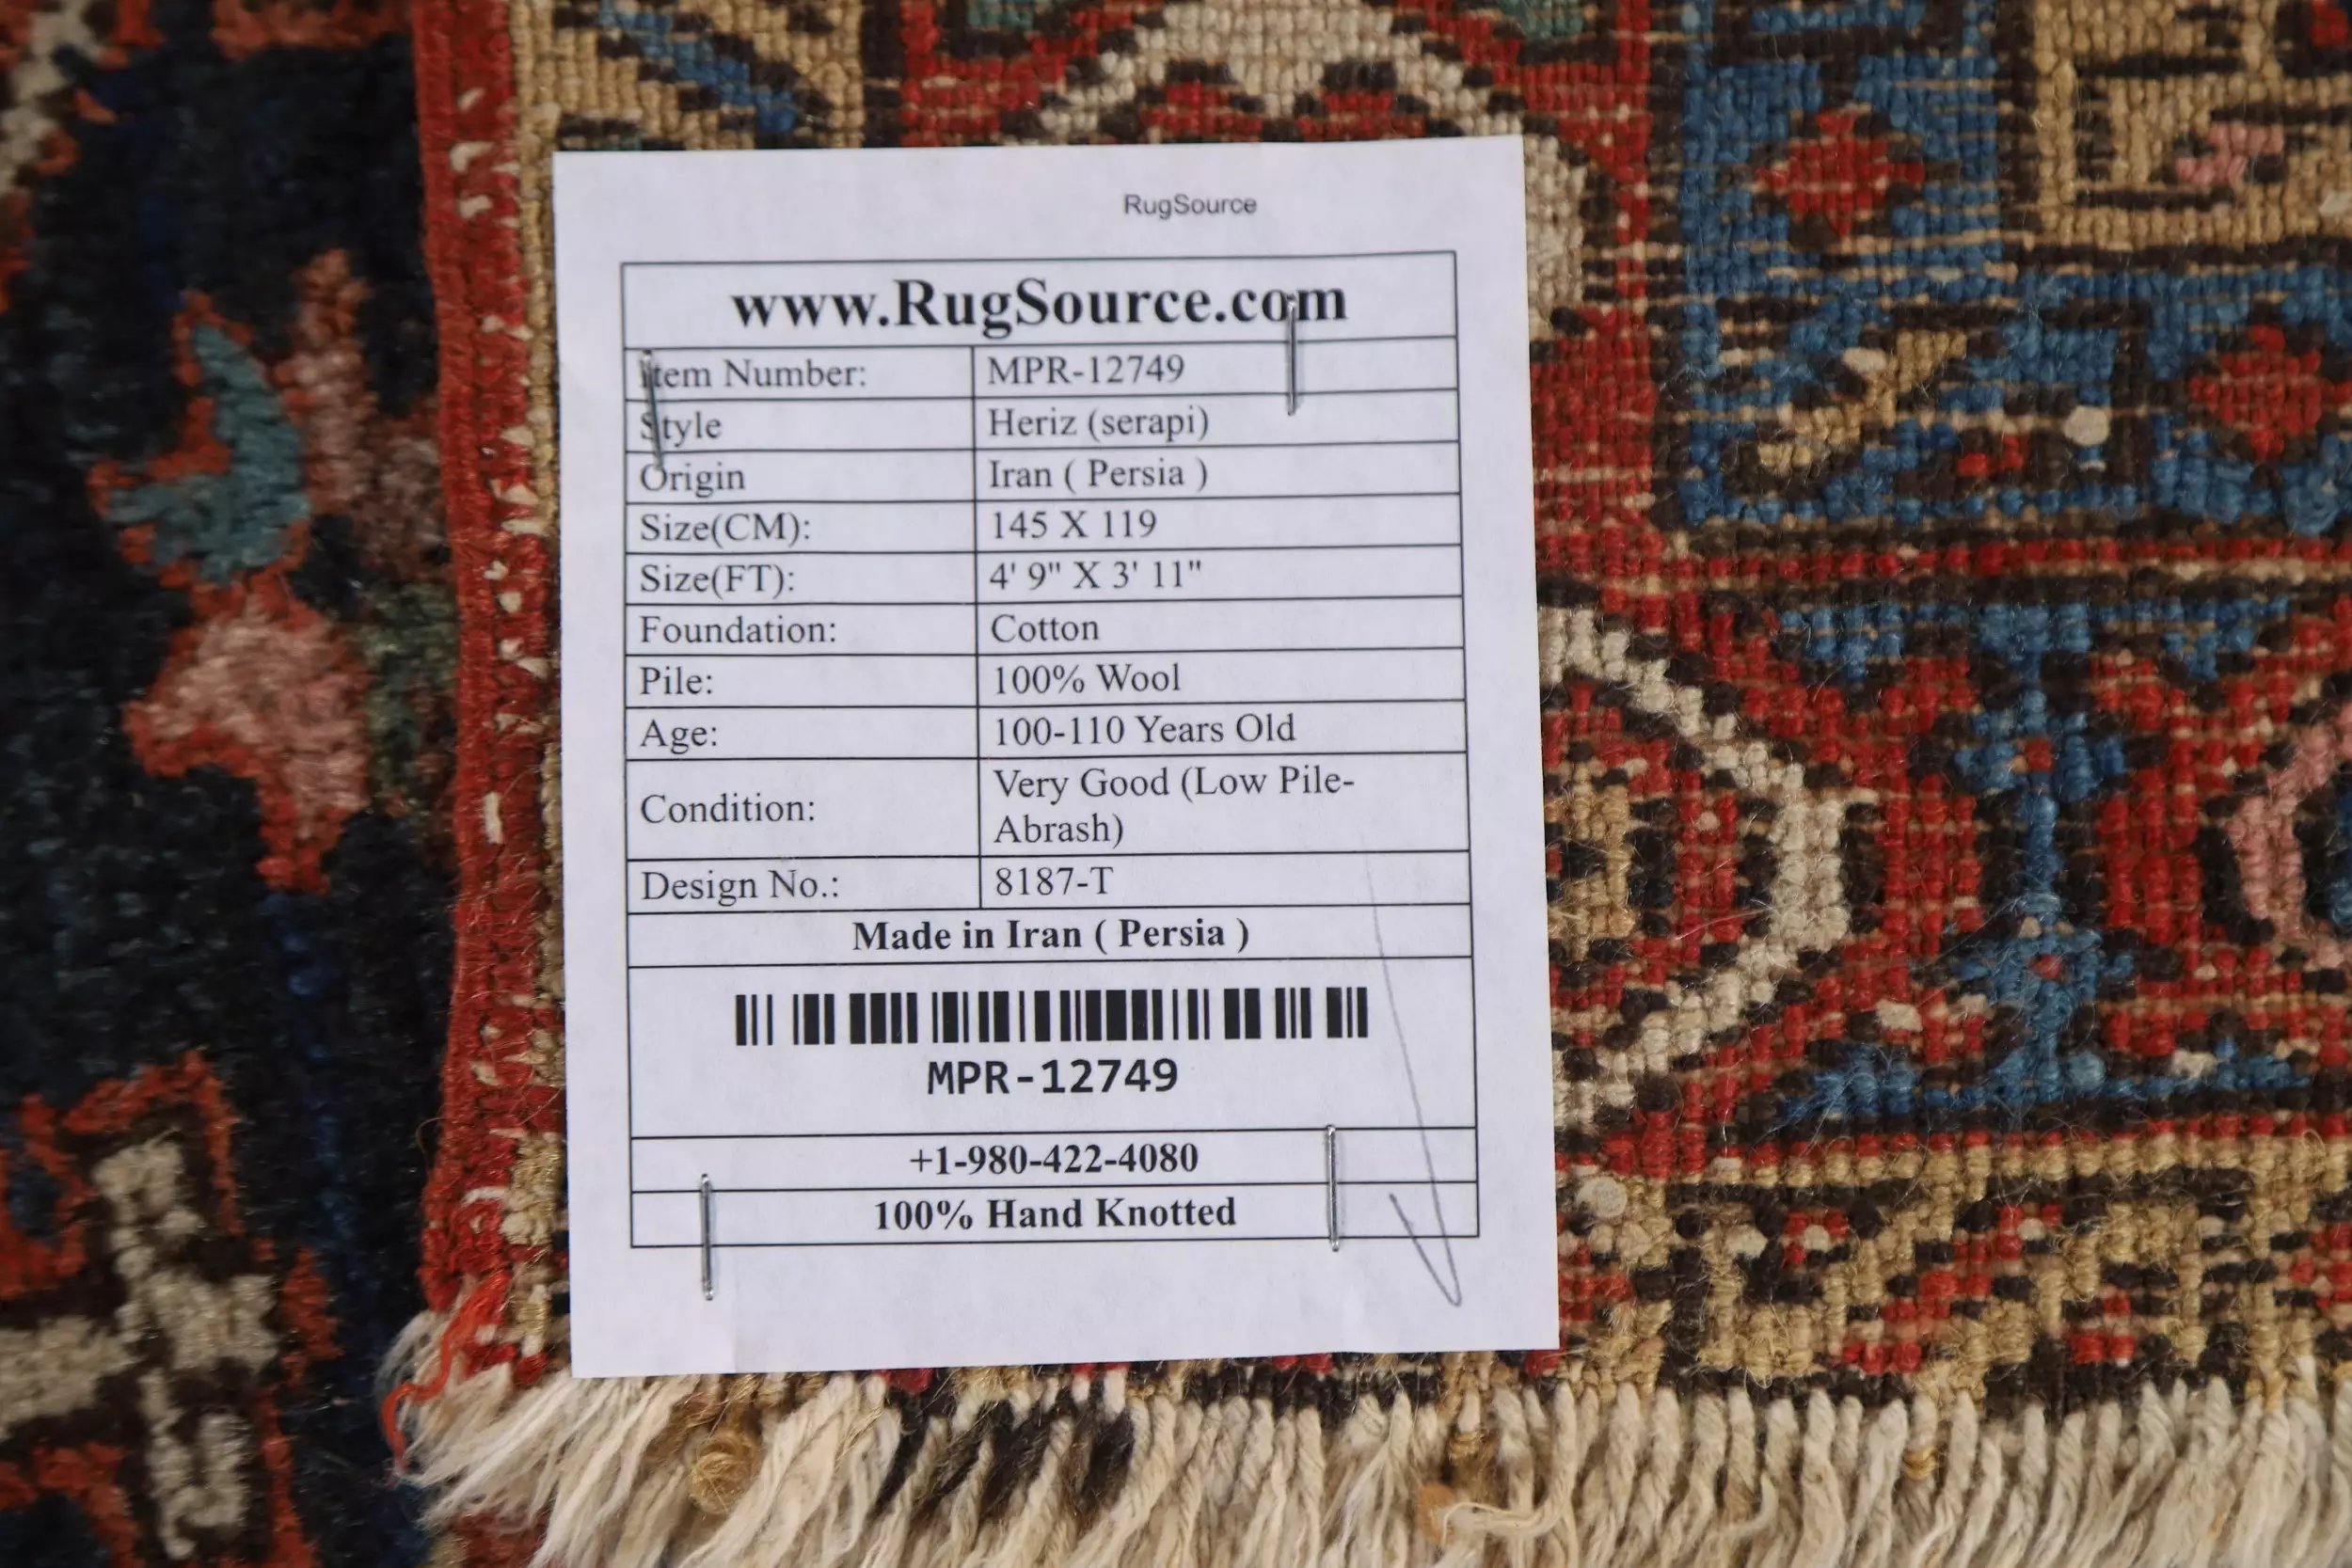 RugSource
www.RugSource.com
Item Number: MPR-12749
Style Heriz (serapi)
Origin Iran ( Persia )
Size(CM): 145 X 119
Size(FT): 4' 9" X 3' 11"
Foundation: Cotton
Pile: 100% Wool
Age: 100-110 Years Old
Condition: Very Good (Low Pile-
Abrash)
Design No.: 8187-T
Made in Iran ( Persia )
MPR-12749
+1-980-422-4080
100% Hand Knotted